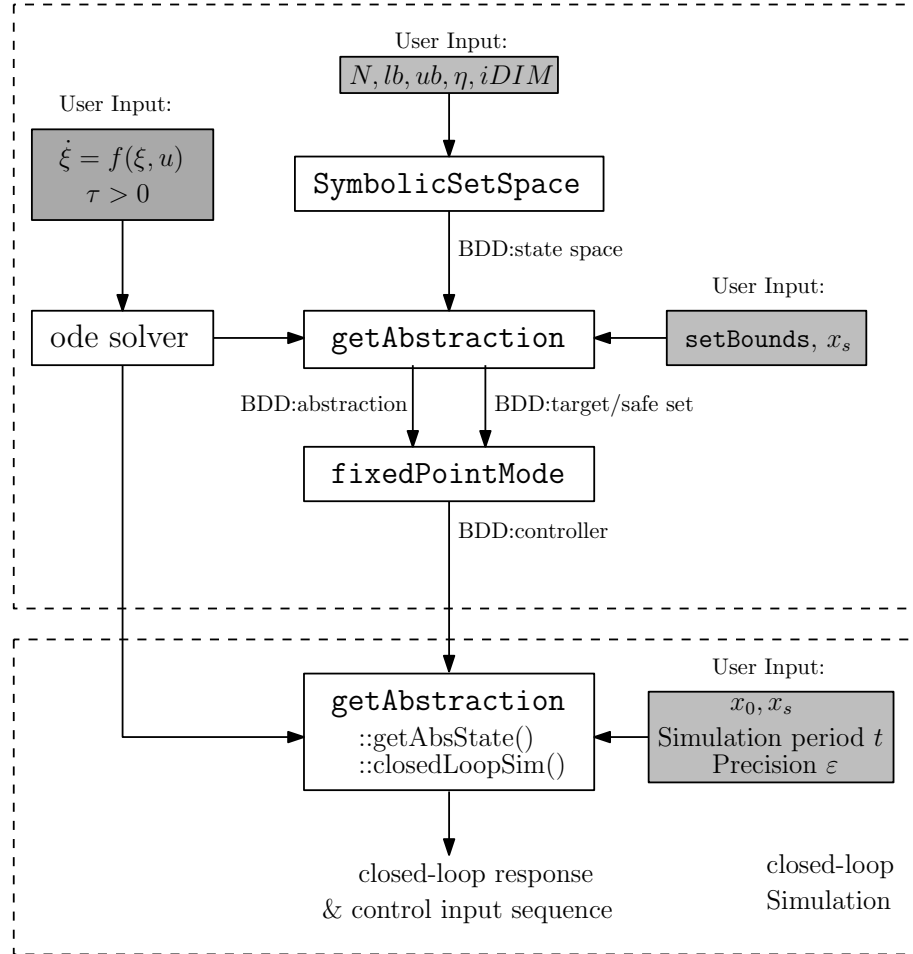 User Input:
N, lb, ub, η, iDIM
User Input:
ξ̇ = f(ξ, u)
τ > 0
SymbolicSetSpace
BDD:state space
User Input:
ode solver
getAbstraction
setBounds, x_s
BDD:abstraction
BDD:target/safe set
fixedPointMode
BDD:controller
User Input:
getAbstraction
::getAbsState()
::closedLoopSim()
x_0, x_s
Simulation period t
Precision ε
closed-loop response
& control input sequence
closed-loop
Simulation